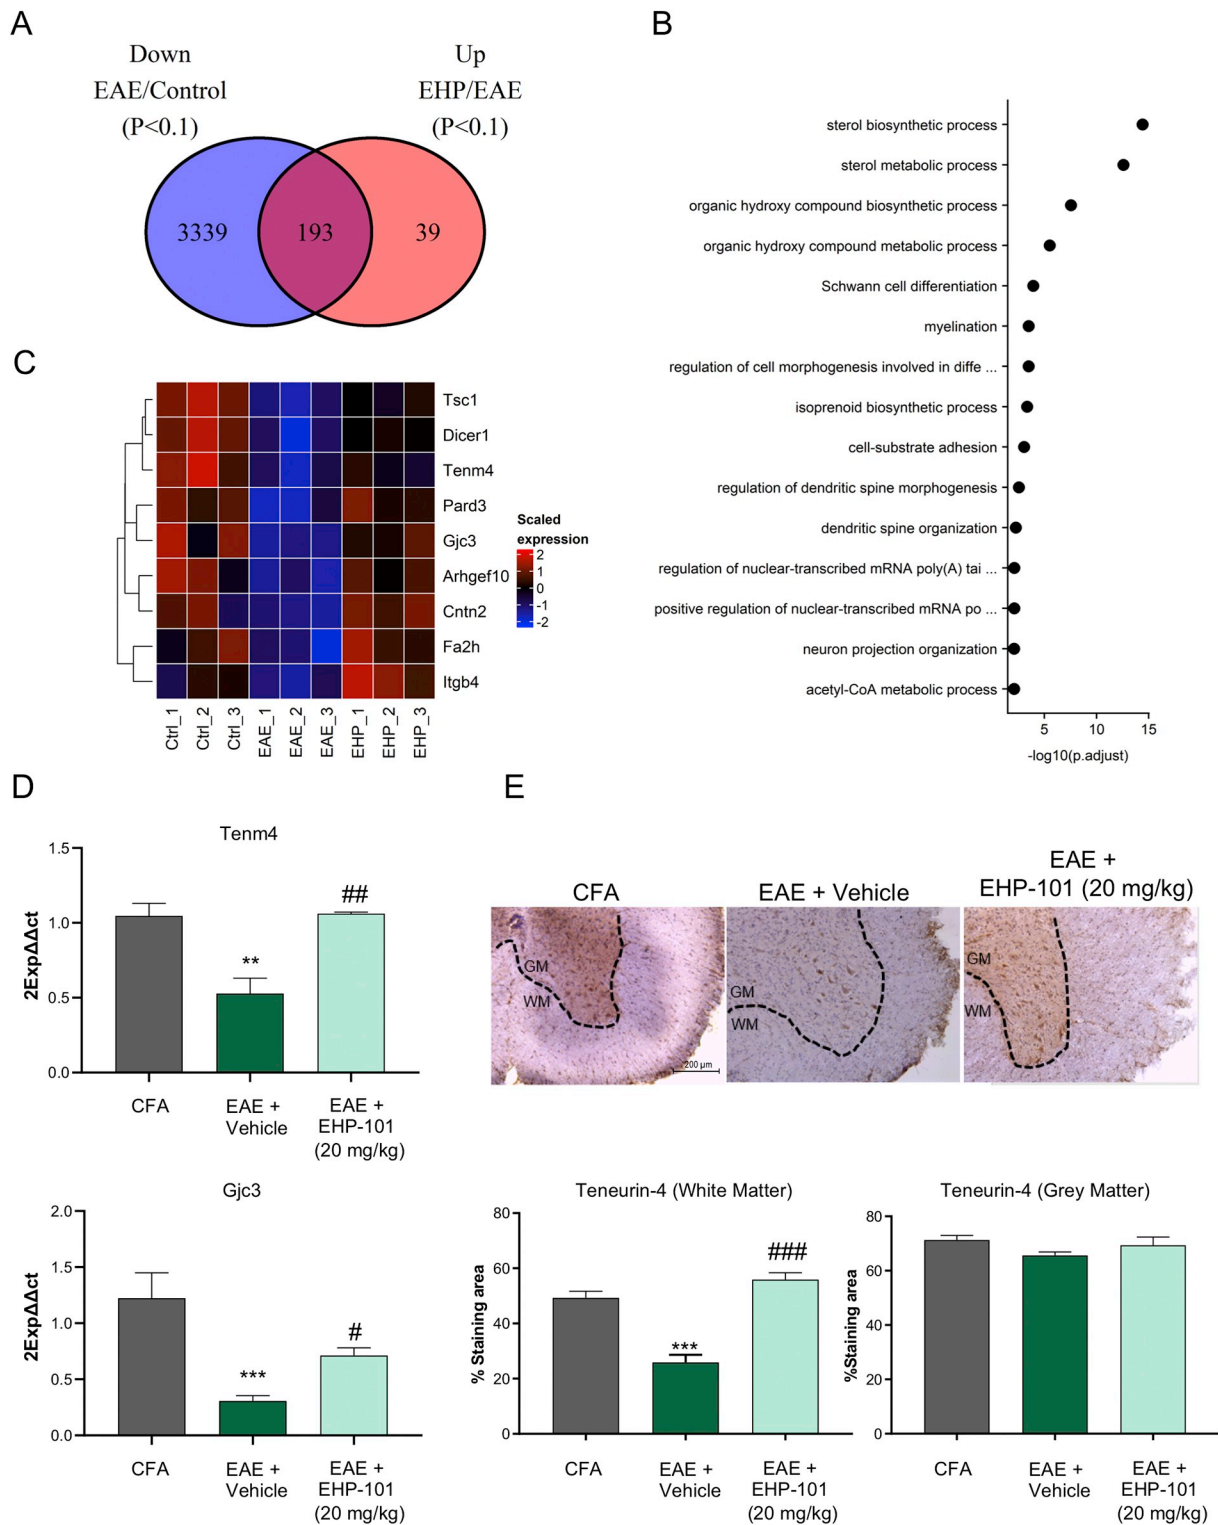 A
Down
EAE/Control
(P<0.1)
Up
EHP/EAE
(P<0.1)
3339
193
39
B
sterol biosynthetic process
sterol metabolic process
organic hydroxy compound biosynthetic process
organic hydroxy compound metabolic process
Schwann cell differentiation
myelination
regulation of cell morphogenesis involved in diffe ...
isoprenoid biosynthetic process
cell-substrate adhesion
regulation of dendritic spine morphogenesis
dendritic spine organization
regulation of nuclear-transcribed mRNA poly(A) tai ...
positive regulation of nuclear-transcribed mRNA po ...
neuron projection organization
acetyl-CoA metabolic process
5 10 15
-log10(p.adjust)
C
Tsc1
Dicer1
Tenm4
Pard3
Gjc3
Arhgef10
Cntn2
Fa2h
Itgb4
Ctrl_1 Ctrl_2 Ctrl_3 EAE_1 EAE_2 EAE_3 EHP_1 EHP_2 EHP_3
Scaled
expression
2
1
0
-1
-2
D
Tenm4
2ExpΔΔct
1.5
1.0
0.5
0.0
**
##
CFA
EAE +
Vehicle
EAE +
EHP-101
(20 mg/kg)
Gjc3
2ExpΔΔct
2.0
1.5
1.0
0.5
0.0
***
#
CFA
EAE +
Vehicle
EAE +
EHP-101
(20 mg/kg)
E
CFA
EAE + Vehicle
EAE +
EHP-101 (20 mg/kg)
GM
WM
200 µm
GM
WM
GM
WM
Teneurin-4 (White Matter)
% Staining area
80
60
40
20
0
***
###
CFA
EAE +
Vehicle
EAE +
EHP-101
(20 mg/kg)
Teneurin-4 (Grey Matter)
%Staining area
80
60
40
20
0
CFA
EAE +
Vehicle
EAE +
EHP-101
(20 mg/kg)